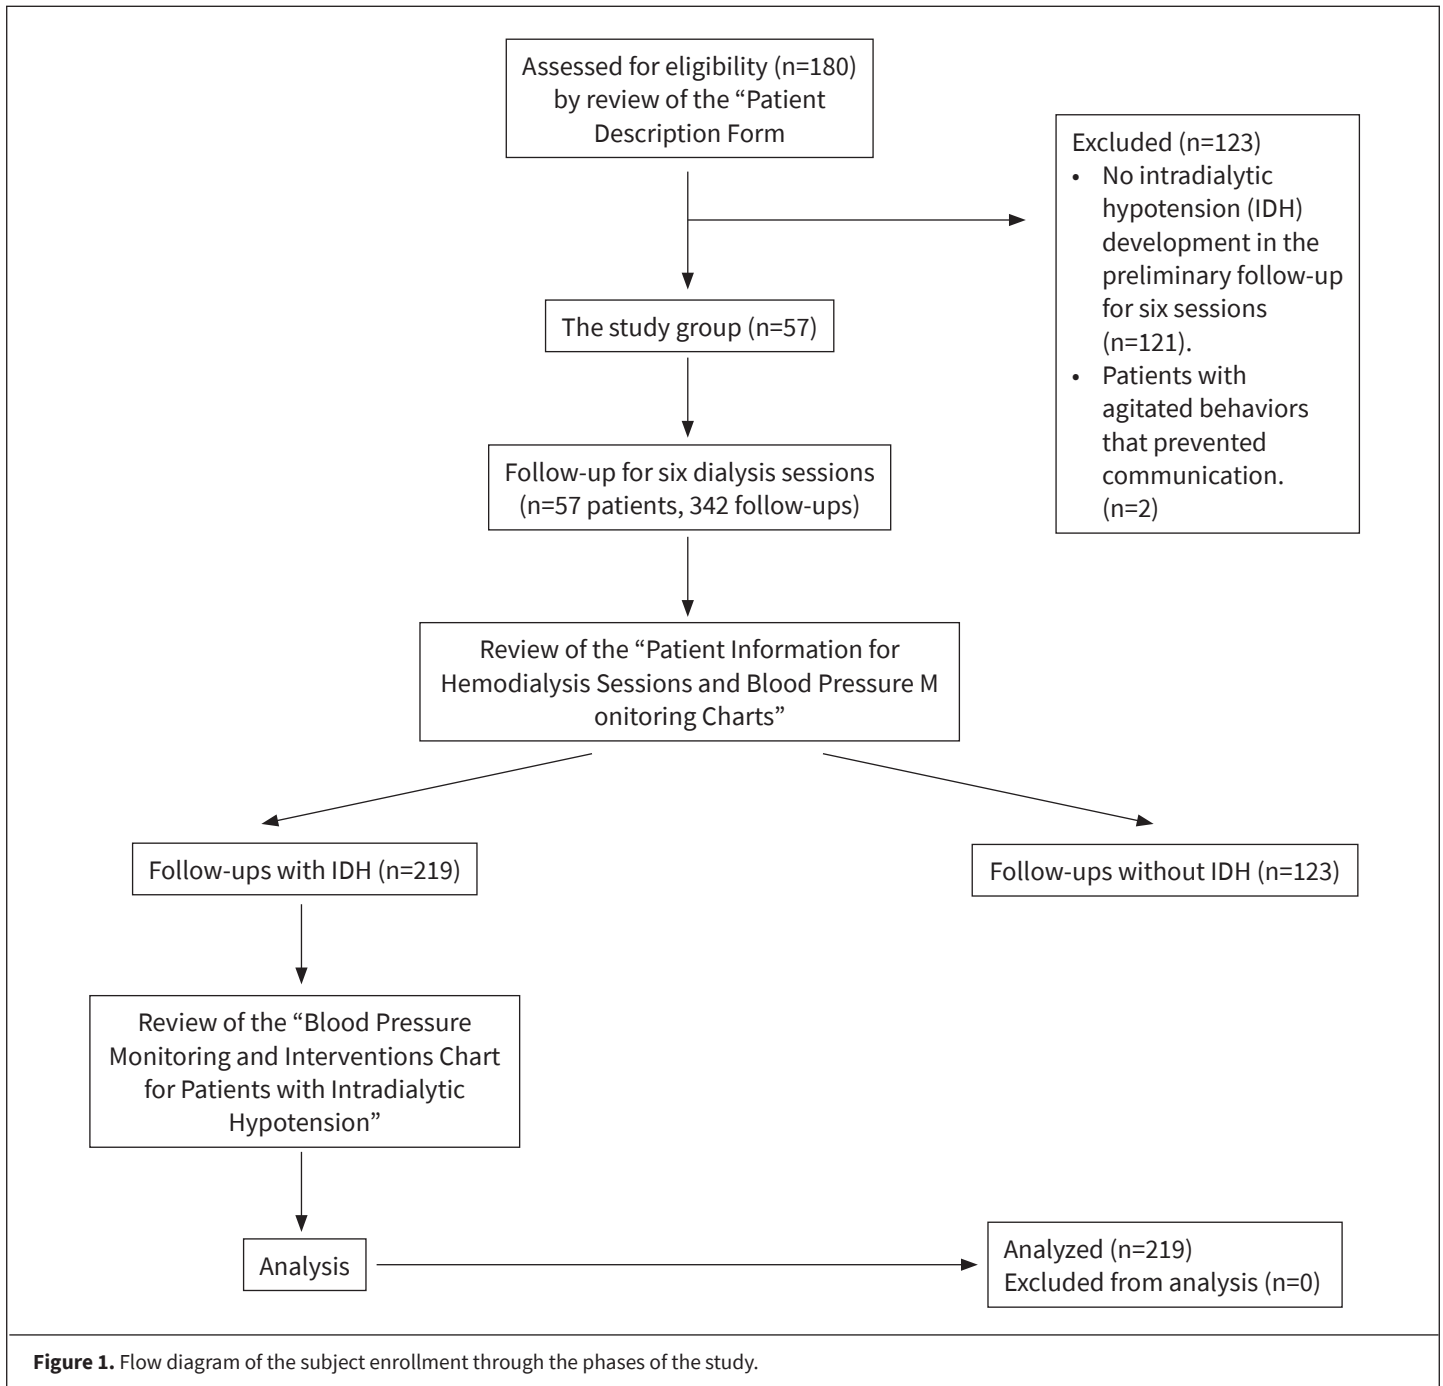 Assessed for eligibility (n=180)
by review of the “Patient
Description Form
Excluded (n=123)
• No intradialytic
hypotension (IDH)
development in the
preliminary follow-up
for six sessions
(n=121).
• Patients with
agitated behaviors
that prevented
communication.
(n=2)
The study group (n=57)
Follow-up for six dialysis sessions
(n=57 patients, 342 follow-ups)
Review of the “Patient Information for
Hemodialysis Sessions and Blood Pressure M
onitoring Charts”
Follow-ups with IDH (n=219)
Follow-ups without IDH (n=123)
Review of the “Blood Pressure
Monitoring and Interventions Chart
for Patients with Intradialytic
Hypotension”
Analysis
Analyzed (n=219)
Excluded from analysis (n=0)
Figure 1. Flow diagram of the subject enrollment through the phases of the study.